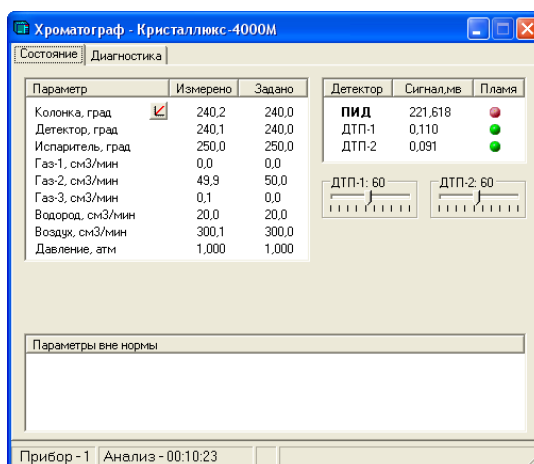 Хроматограф - Кристаллюкс-4000М
Состояние Диагностика
Параметр Измерено Задано
Колонка, град 240,2 240,0
Детектор, град 240,1 240,0
Испаритель, град 250,0 250,0
Газ-1, см3/мин 0,0 0,0
Газ-2, см3/мин 49,9 50,0
Газ-3, см3/мин 0,1 0,0
Водород, см3/мин 20,0 20,0
Воздух, см3/мин 300,1 300,0
Давление, атм 1,000 1,000
Детектор Сигнал,мв Пламя
ПИД 221,618
ДТП-1 0,110
ДТП-2 0,091
ДТП-1: 60 ДТП-2: 60
Параметры вне нормы
Прибор - 1 Анализ - 00:10:23